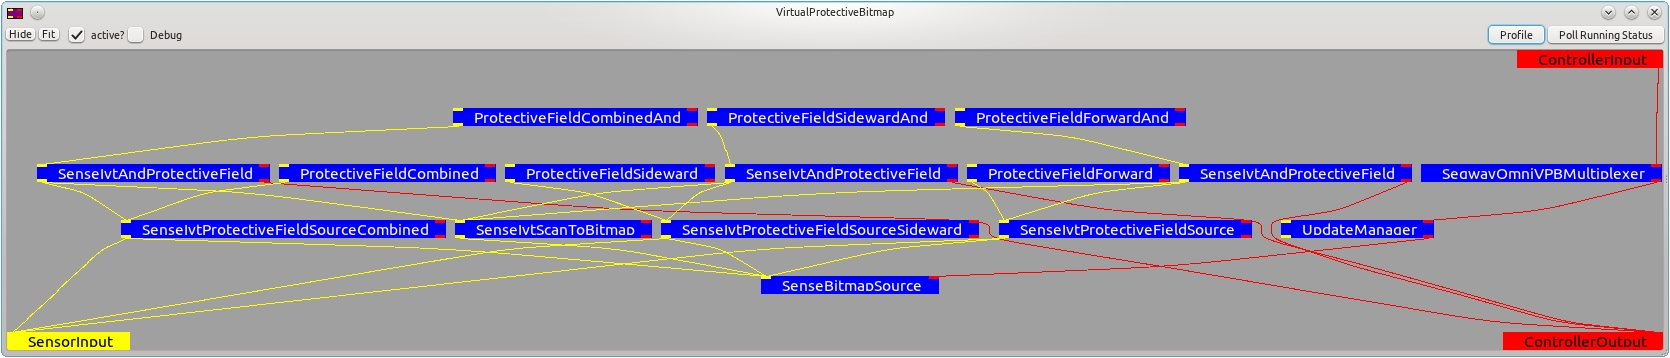 VirtualProtectiveBitmap
Hide Fit active? Debug Profile Poll Running Status
ControllerInput
ProtectiveFieldCombinedAnd ProtectiveFieldSidewardAnd ProtectiveFieldForwardAnd
SenseIvtAndProtectiveField ProtectiveFieldCombined ProtectiveFieldSideward SenseIvtAndProtectiveField ProtectiveFieldForward SenseIvtAndProtectiveField SegwayOmniVPBMultiplexer
SenseIvtProtectiveFieldSourceCombined SenseIvtScanToBitmap SenseIvtProtectiveFieldSourceSideward SenseIvtProtectiveFieldSource UpdateManager
SenseBitmapSource
SensorInput ControllerOutput